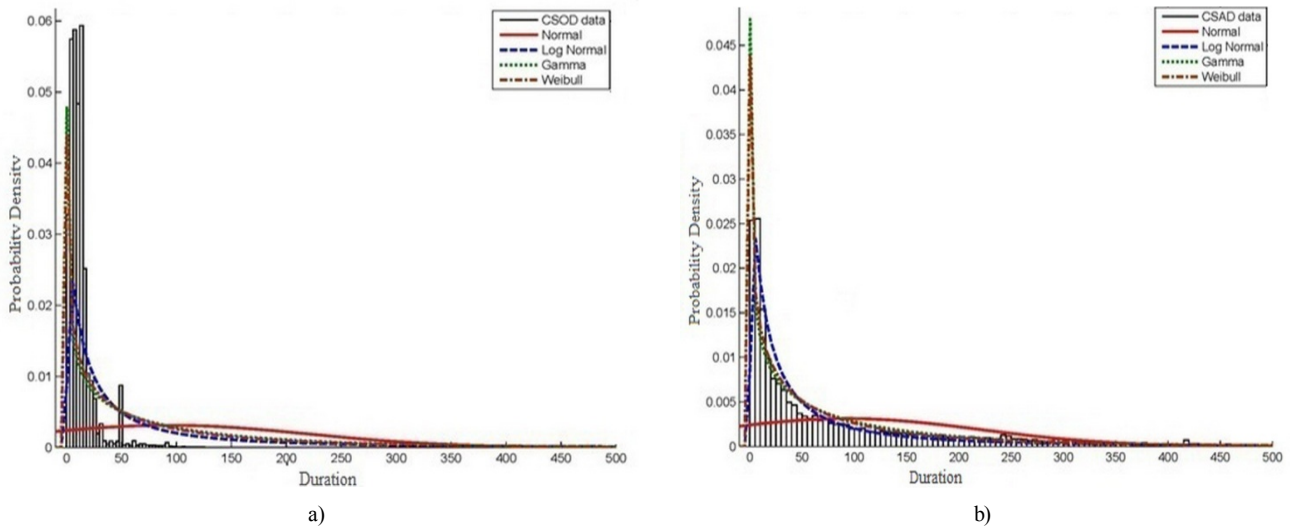 0.06
0.05
0.04
0.03
0.02
0.01
0
Probability Density
0 50 100 150 200 250 300 350 400 450 500
Duration
CSOD data
Normal
Log Normal
Gamma
Weibull
a)
0.045
0.04
0.035
0.03
0.025
0.02
0.015
0.01
0.005
0
Probability Density
0 50 100 150 200 250 300 350 400 450 500
Duration
CSAD data
Normal
Log Normal
Gamma
Weibull
b)